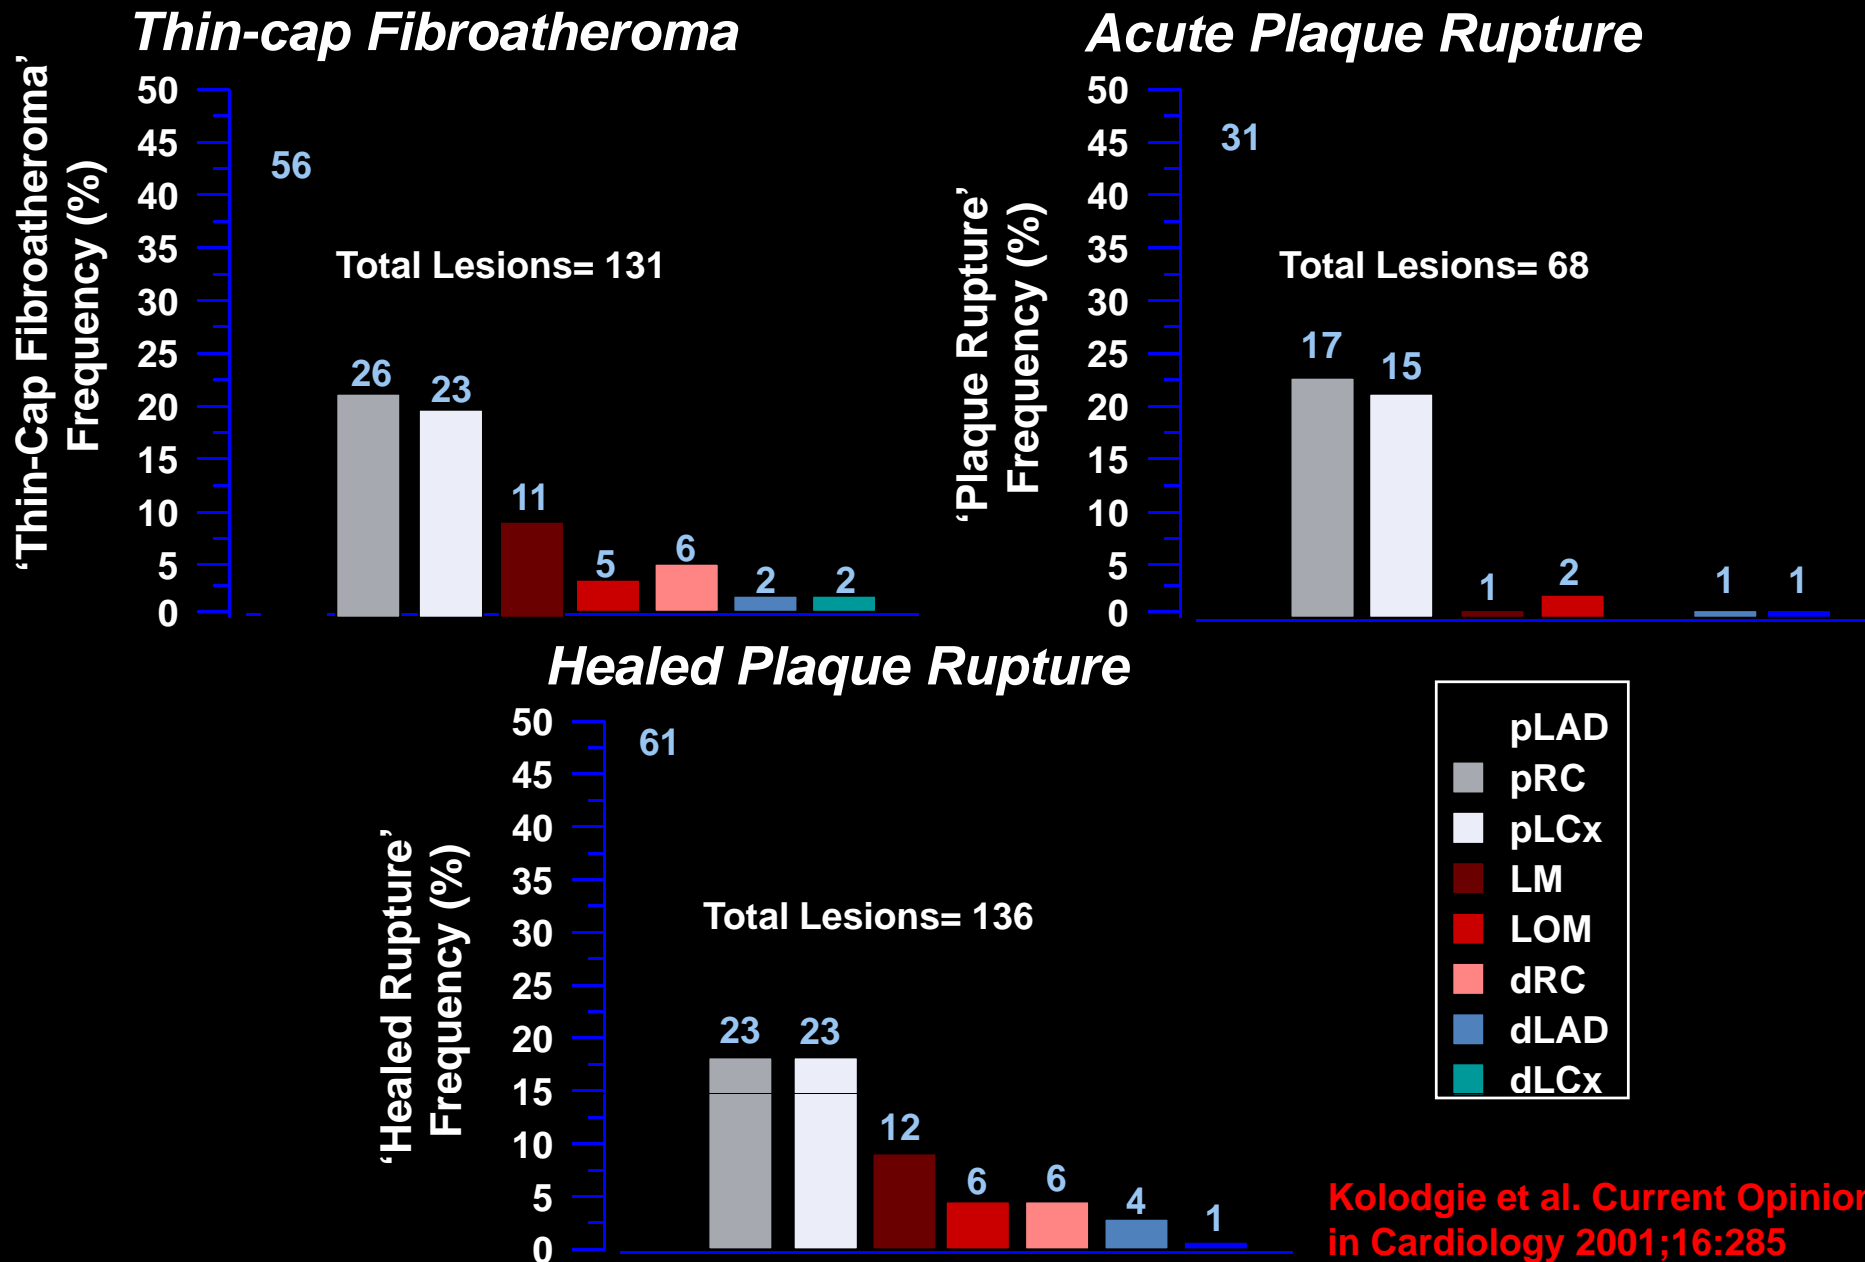 Thin-cap Fibroatheroma
‘Thin-Cap Fibroatheroma’
Frequency (%)
50
45
40
35
30
25
20
15
10
5
0
56
Total Lesions= 131
26
23
11
5
6
2
2
Acute Plaque Rupture
‘Plaque Rupture’
Frequency (%)
50
45
40
35
30
25
20
15
10
5
0
31
Total Lesions= 68
17
15
1
2
1
1
Healed Plaque Rupture
‘Healed Rupture’
Frequency (%)
50
45
40
35
30
25
20
15
10
5
0
61
Total Lesions= 136
23
23
12
6
6
4
1
pLAD
pRC
pLCx
LM
LOM
dRC
dLAD
dLCx
Kolodgie et al. Current Opinion
in Cardiology 2001;16:285